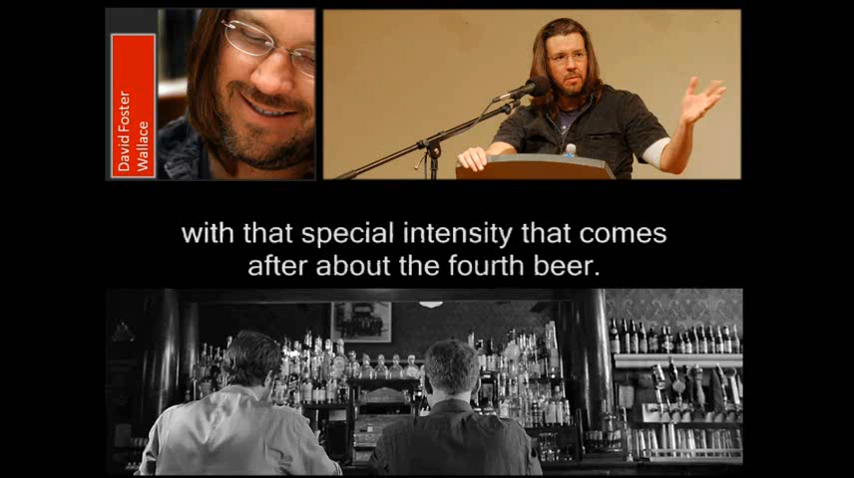 David Foster
Wallace
with that special intensity that comes
after about the fourth beer.